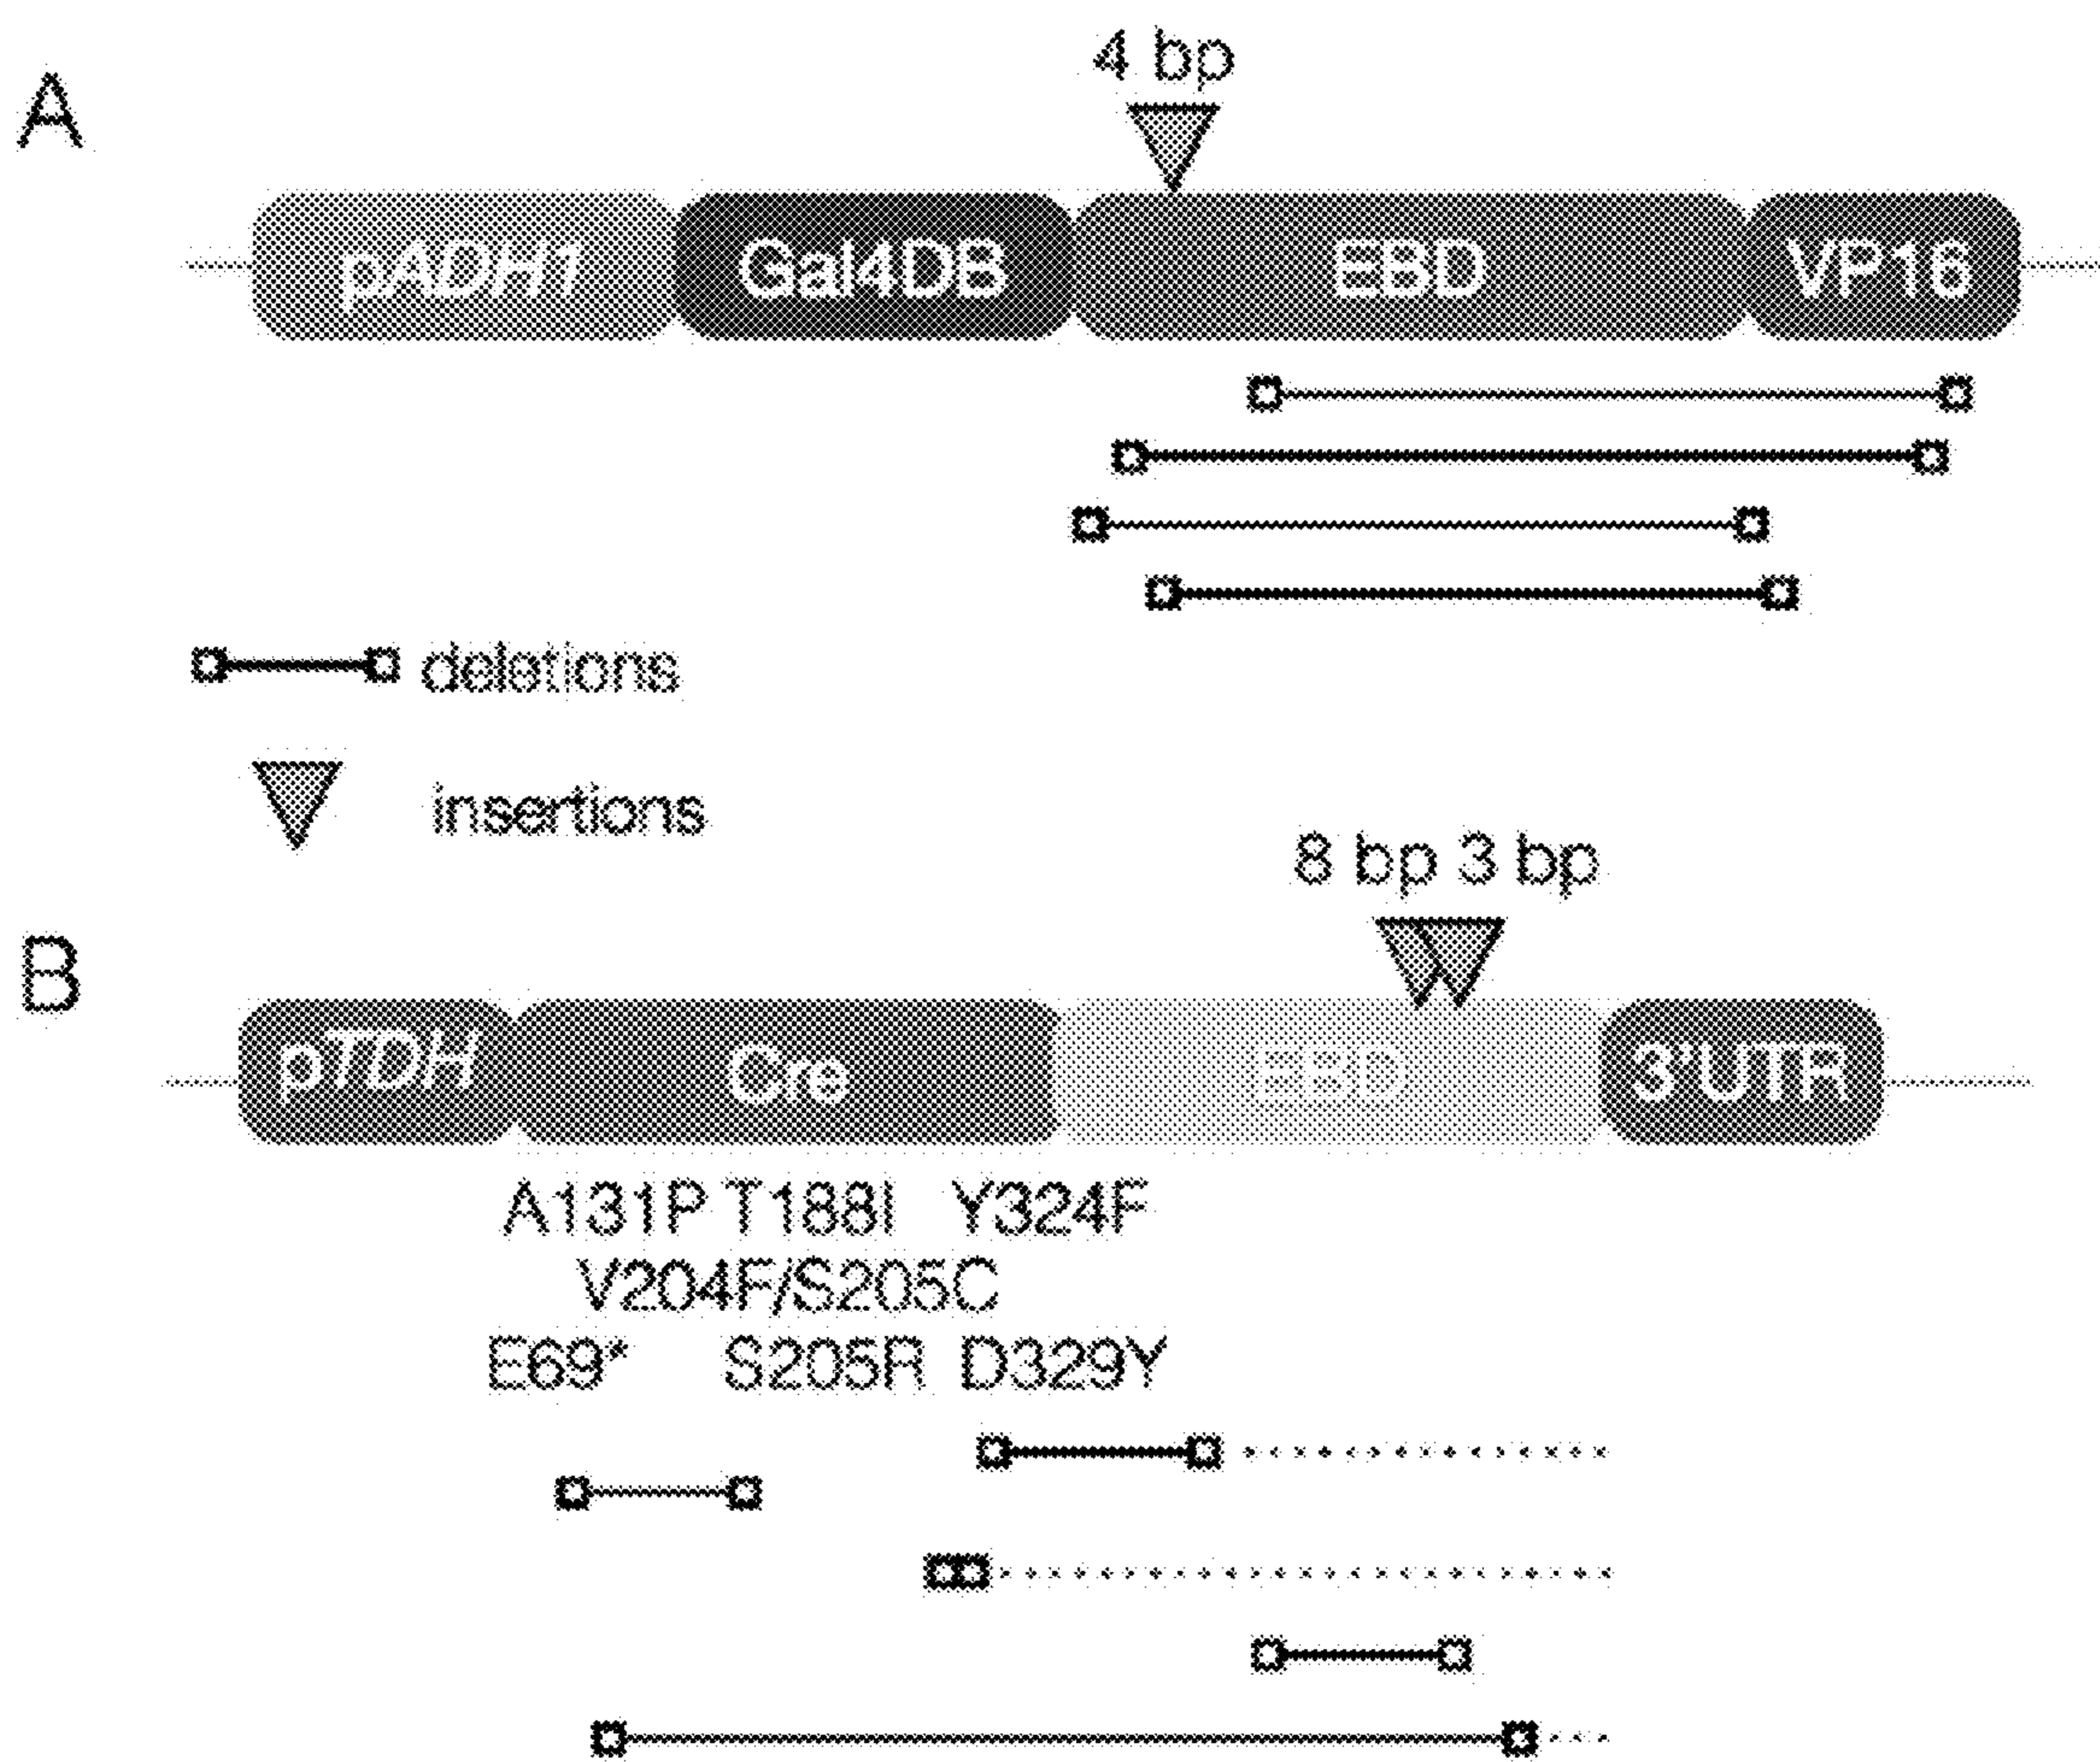 A
4 bp
pADH1 Gal4DB EBD VP16
deletions
insertions
8 bp 3 bp
B
pTDH Cre EBD 3'UTR
A131P T188I Y324F
V204F/S205C
E69* S205R D329Y